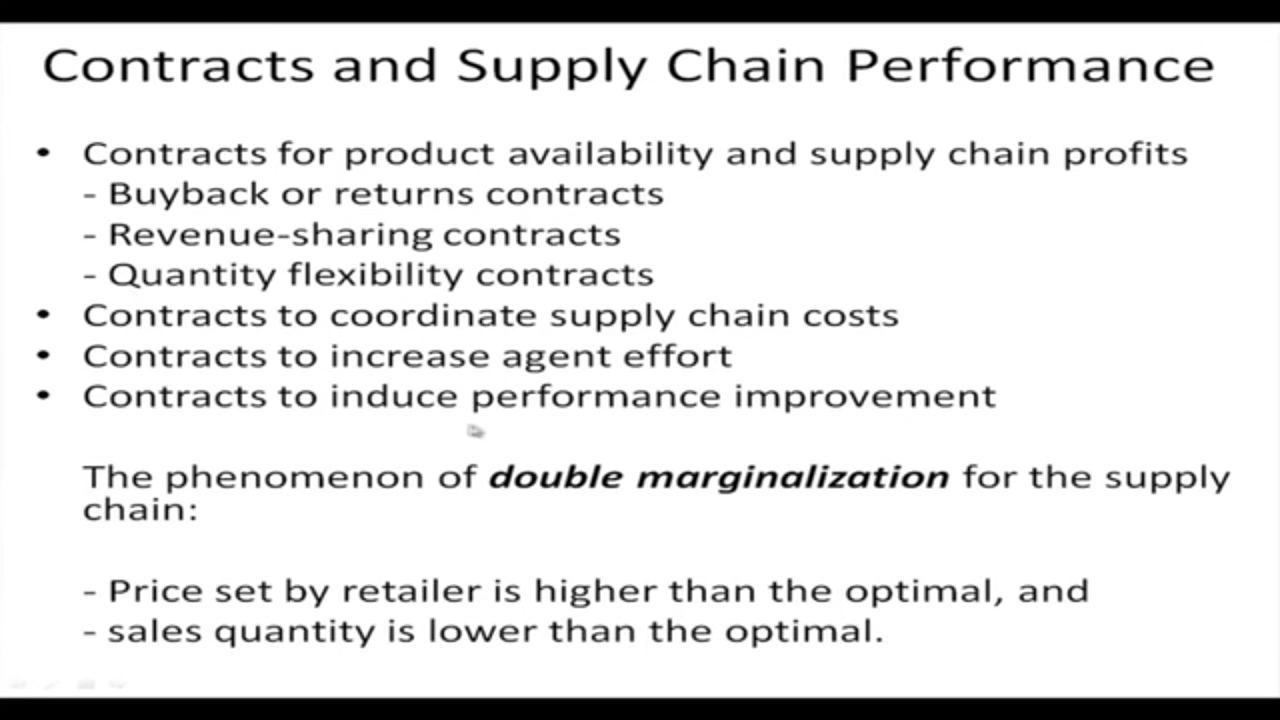 Contracts and Supply Chain Performance
• Contracts for product availability and supply chain profits
- Buyback or returns contracts
- Revenue-sharing contracts
- Quantity flexibility contracts
• Contracts to coordinate supply chain costs
• Contracts to increase agent effort
• Contracts to induce performance improvement
The phenomenon of double marginalization for the supply
chain:
- Price set by retailer is higher than the optimal, and
- sales quantity is lower than the optimal.